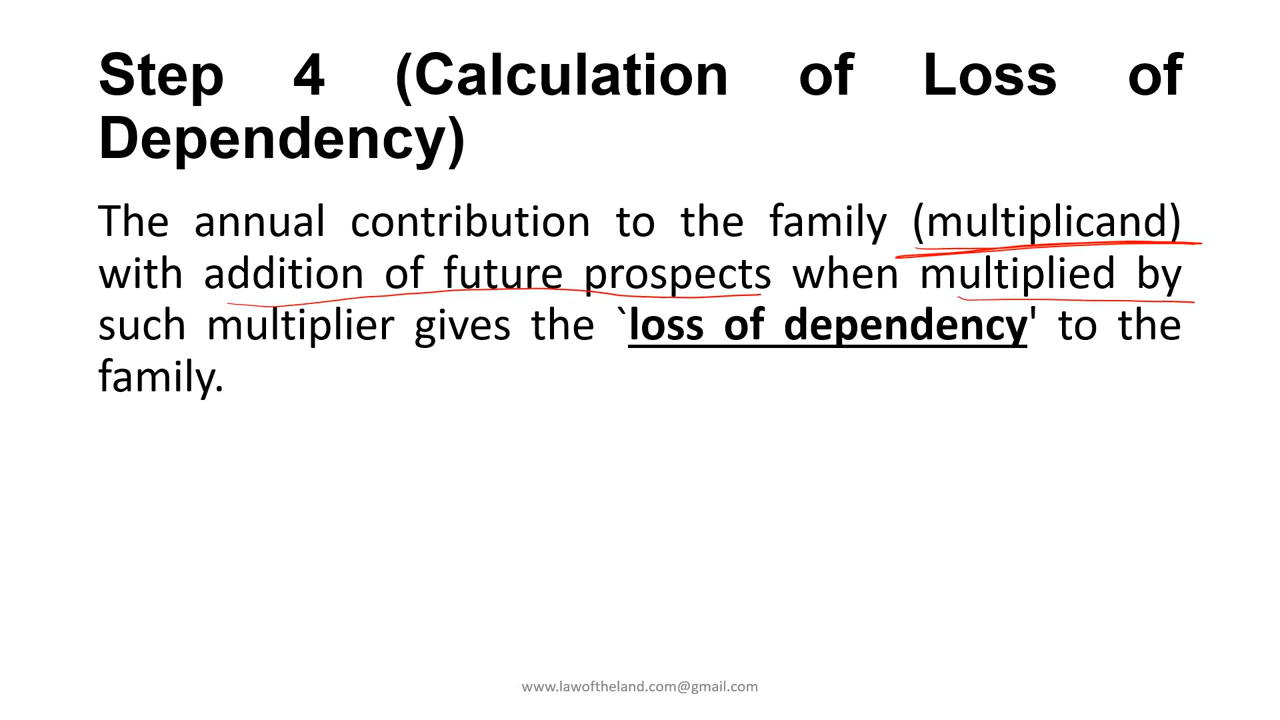 Step 4 (Calculation of Loss of
Dependency)
The annual contribution to the family (multiplicand)
with addition of future prospects when multiplied by
such multiplier gives the `loss of dependency' to the
family.
www.lawoftheland.com@gmail.com